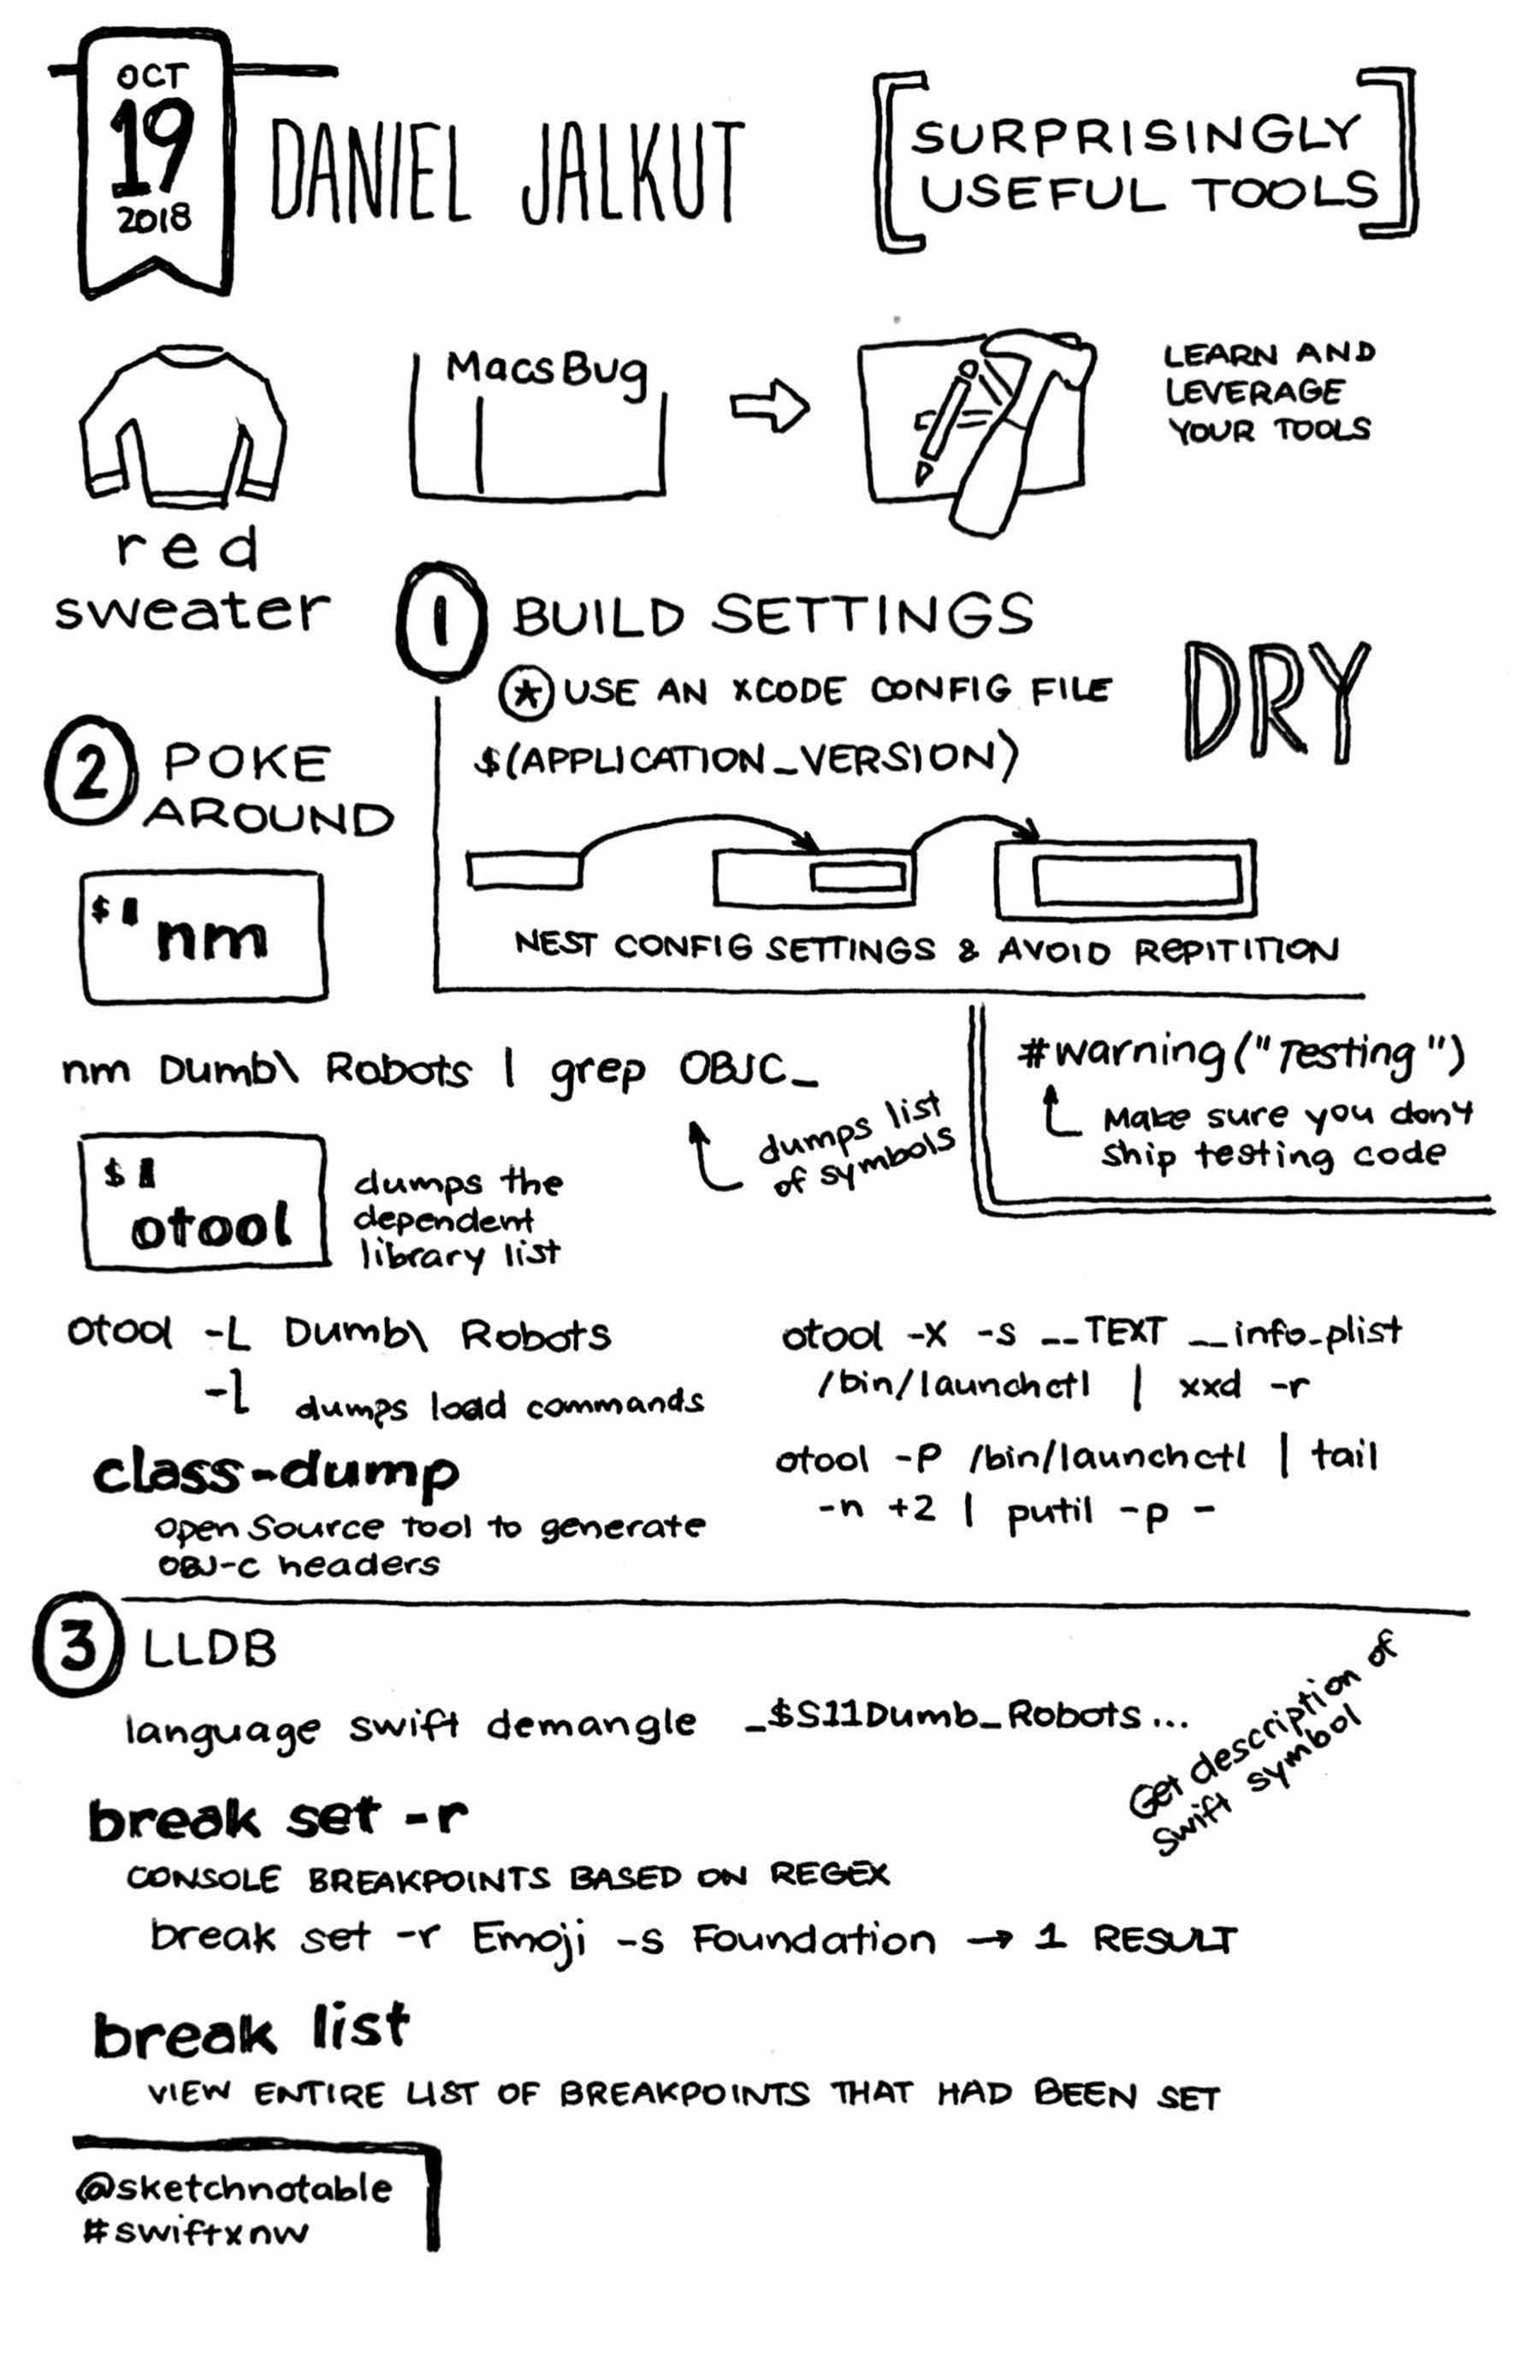 OCT
19
2018
DANIEL JALKUT
SURPRISINGLY
USEFUL TOOLS
red
sweater
MacsBug
LEARN AND
LEVERAGE
YOUR TOOLS
1 BUILD SETTINGS
* USE AN XCODE CONFIG FILE
$(APPLICATION_VERSION)
DRY
NEST CONFIG SETTINGS & AVOID REPITITION
#warning("Testing")
Make sure you don't
ship testing code
2 POKE
AROUND
$ nm
nm Dumb\ Robots | grep OBJC_
dumps list
of symbols
$
otool
dumps the
dependent
library list
otool -L Dumb\ Robots
-l dumps load commands
otool -X -s __TEXT __info_plist
/bin/launchctl | xxd -r
otool -P /bin/launchctl | tail
-n +2 | putil -p -
class-dump
open source tool to generate
OBJ-C headers
3 LLDB
language swift demangle _$S11Dumb_Robots...
Get description of
swift symbol
break set -r
CONSOLE BREAKPOINTS BASED ON REGEX
break set -r Emoji -s Foundation → 1 RESULT
break list
VIEW ENTIRE LIST OF BREAKPOINTS THAT HAD BEEN SET
@sketchnotable
#swiftxnw